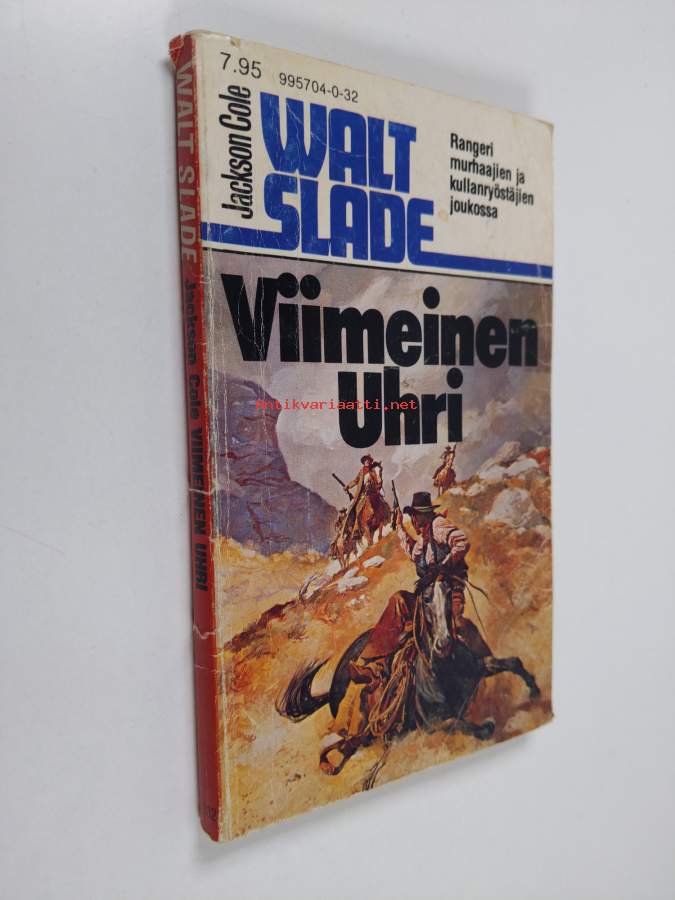 7.95
995704-0-32
Jackson Cole
WALT
SLADE
Rangeri
murhaajien ja
kullanryöstäjien
joukossa
Viimeinen
Uhri
Antikvariaatti.net
WALT SLADE Jackson Cole VIIMEINEN UHRI